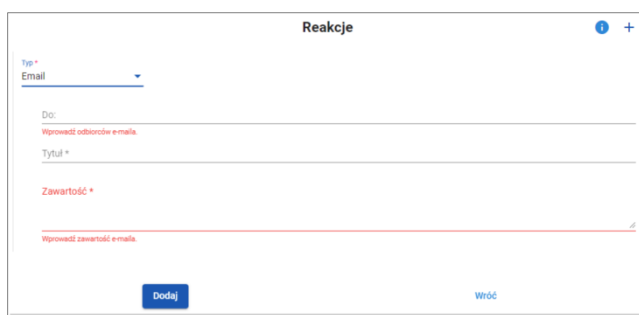 Reakcje
Typ *
Email
Do:
Wprowadź odbiorców e-maila.
Tytuł *
Zawartość *
Wprowadź zawartość e-maila.
Dodaj Wróć